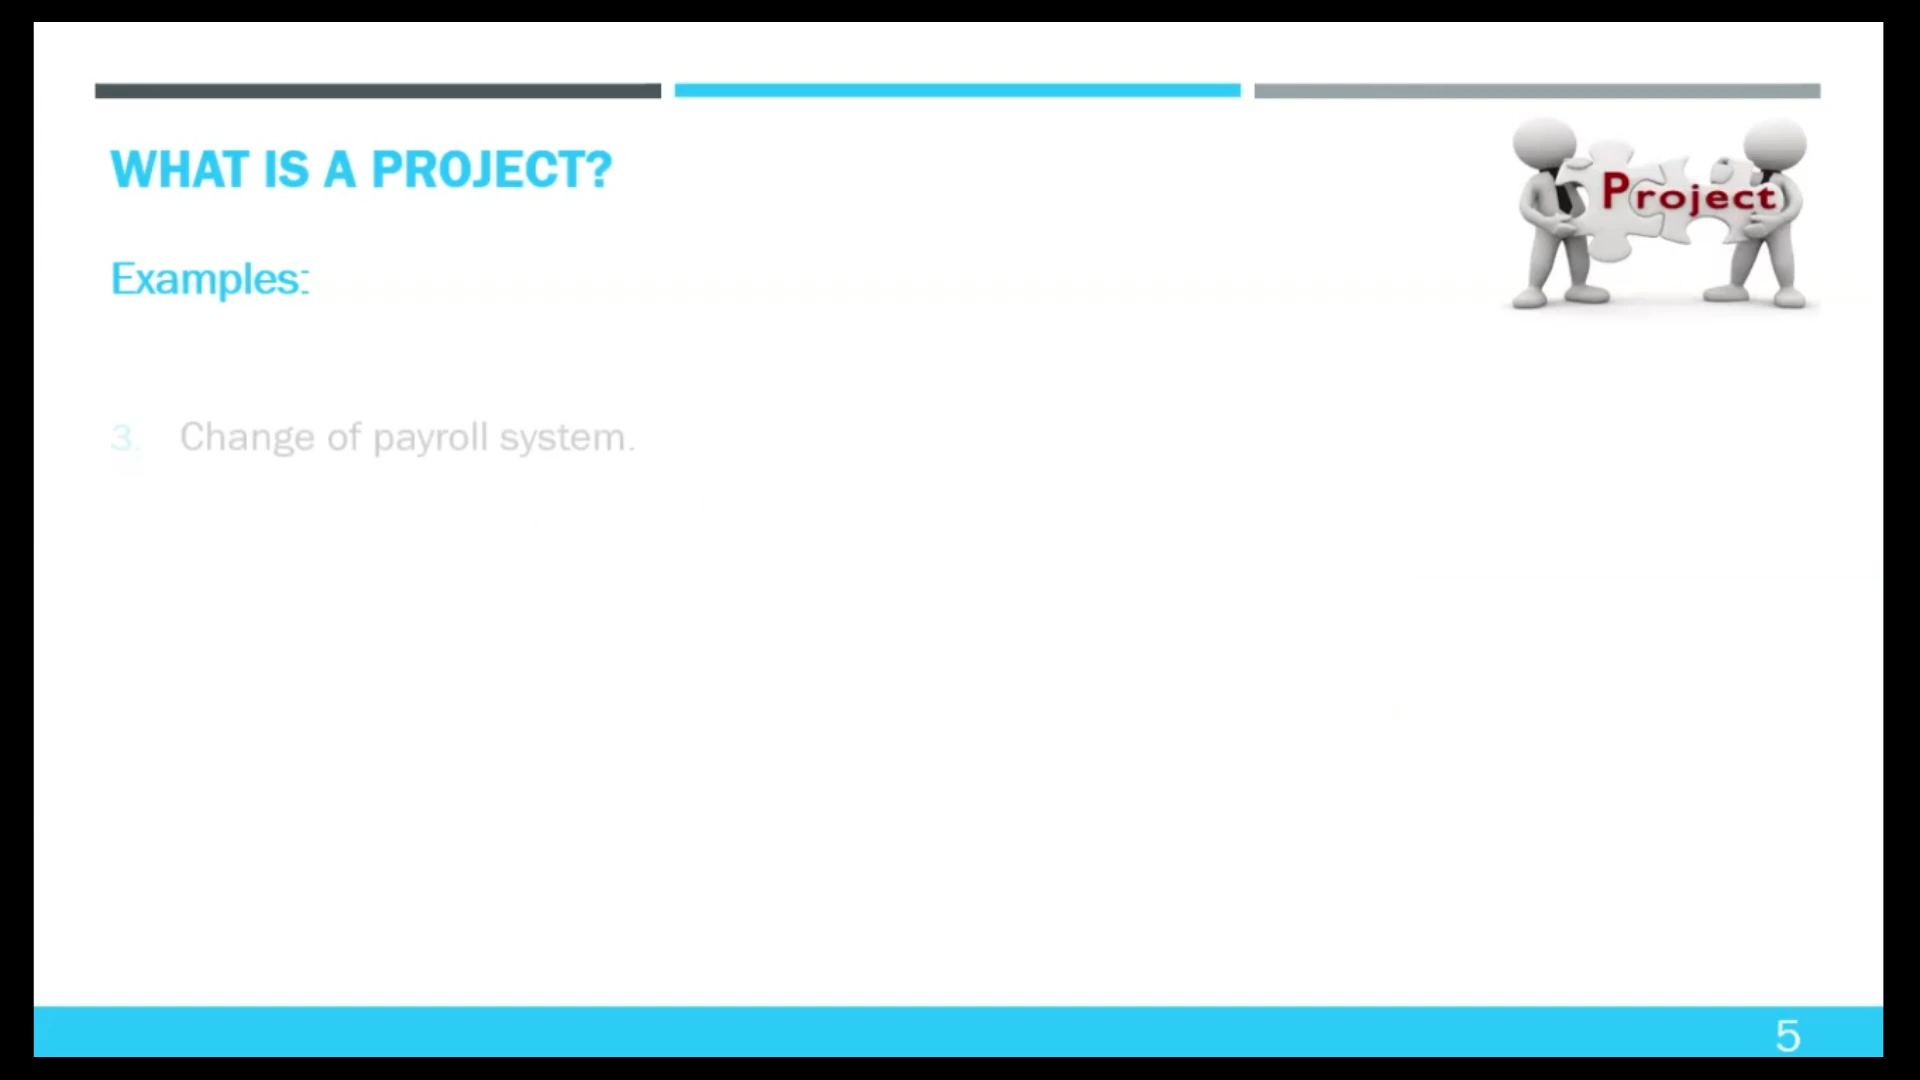 WHAT IS A PROJECT?
Project
Examples:
3. Change of payroll system.
5